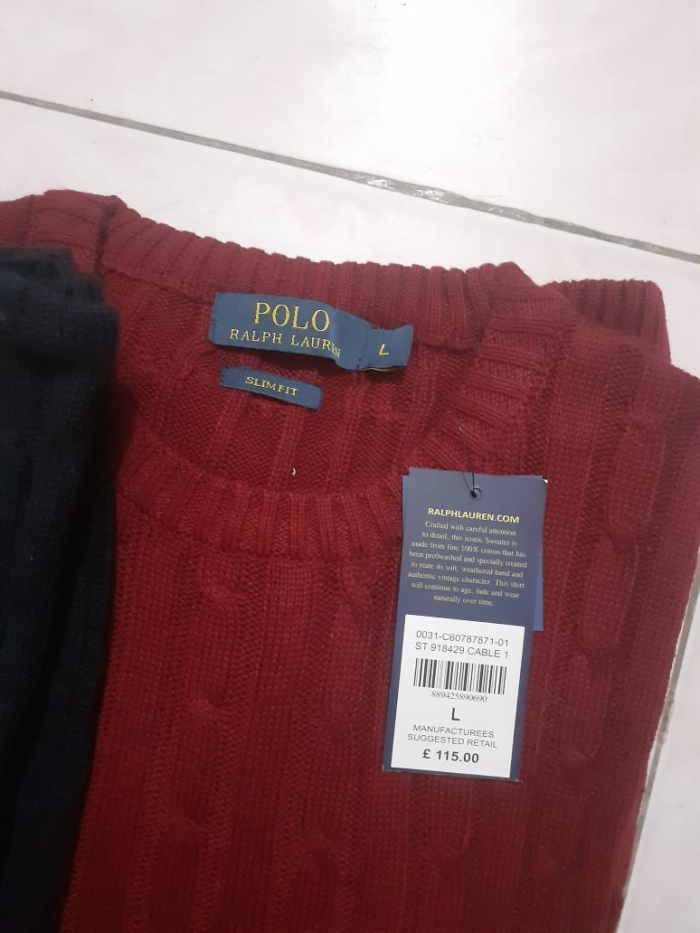 POLO
RALPH LAUREN
L
SLIM FIT
RALPHLAUREN.COM
Crafted with careful attention
to detail, this iconic Sweater is
made from fine 100% cotton that has
been pre0washed and specially treated
to reate its soft, weathered hand and
authentic vintage character. This shirt
will continue to age, fade and wear
naturally over time.
0031-C60787871-01
ST 918429 CABLE 1
889425890690
L
MANUFACTUREES
SUGGESTED RETAIL
£ 115.00